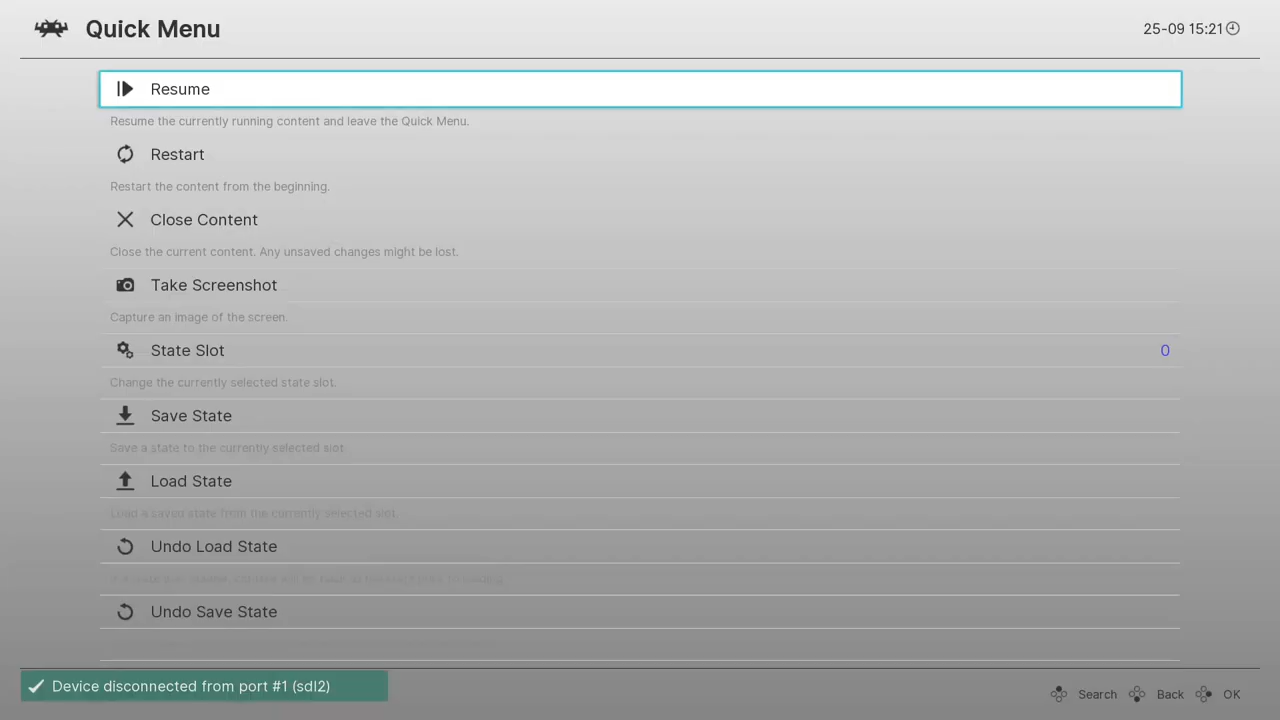 Quick Menu
25-09 15:21
Resume
Resume the currently running content and leave the Quick Menu.
Restart
Restart the content from the beginning.
Close Content
Close the current content. Any unsaved changes might be lost.
Take Screenshot
Capture an image of the screen.
State Slot 0
Change the currently selected state slot.
Save State
Save a state to the currently selected slot.
Load State
Load a saved state from the currently selected slot.
Undo Load State
Undo Save State
Device disconnected from port #1 (sdl2)
Search Back OK